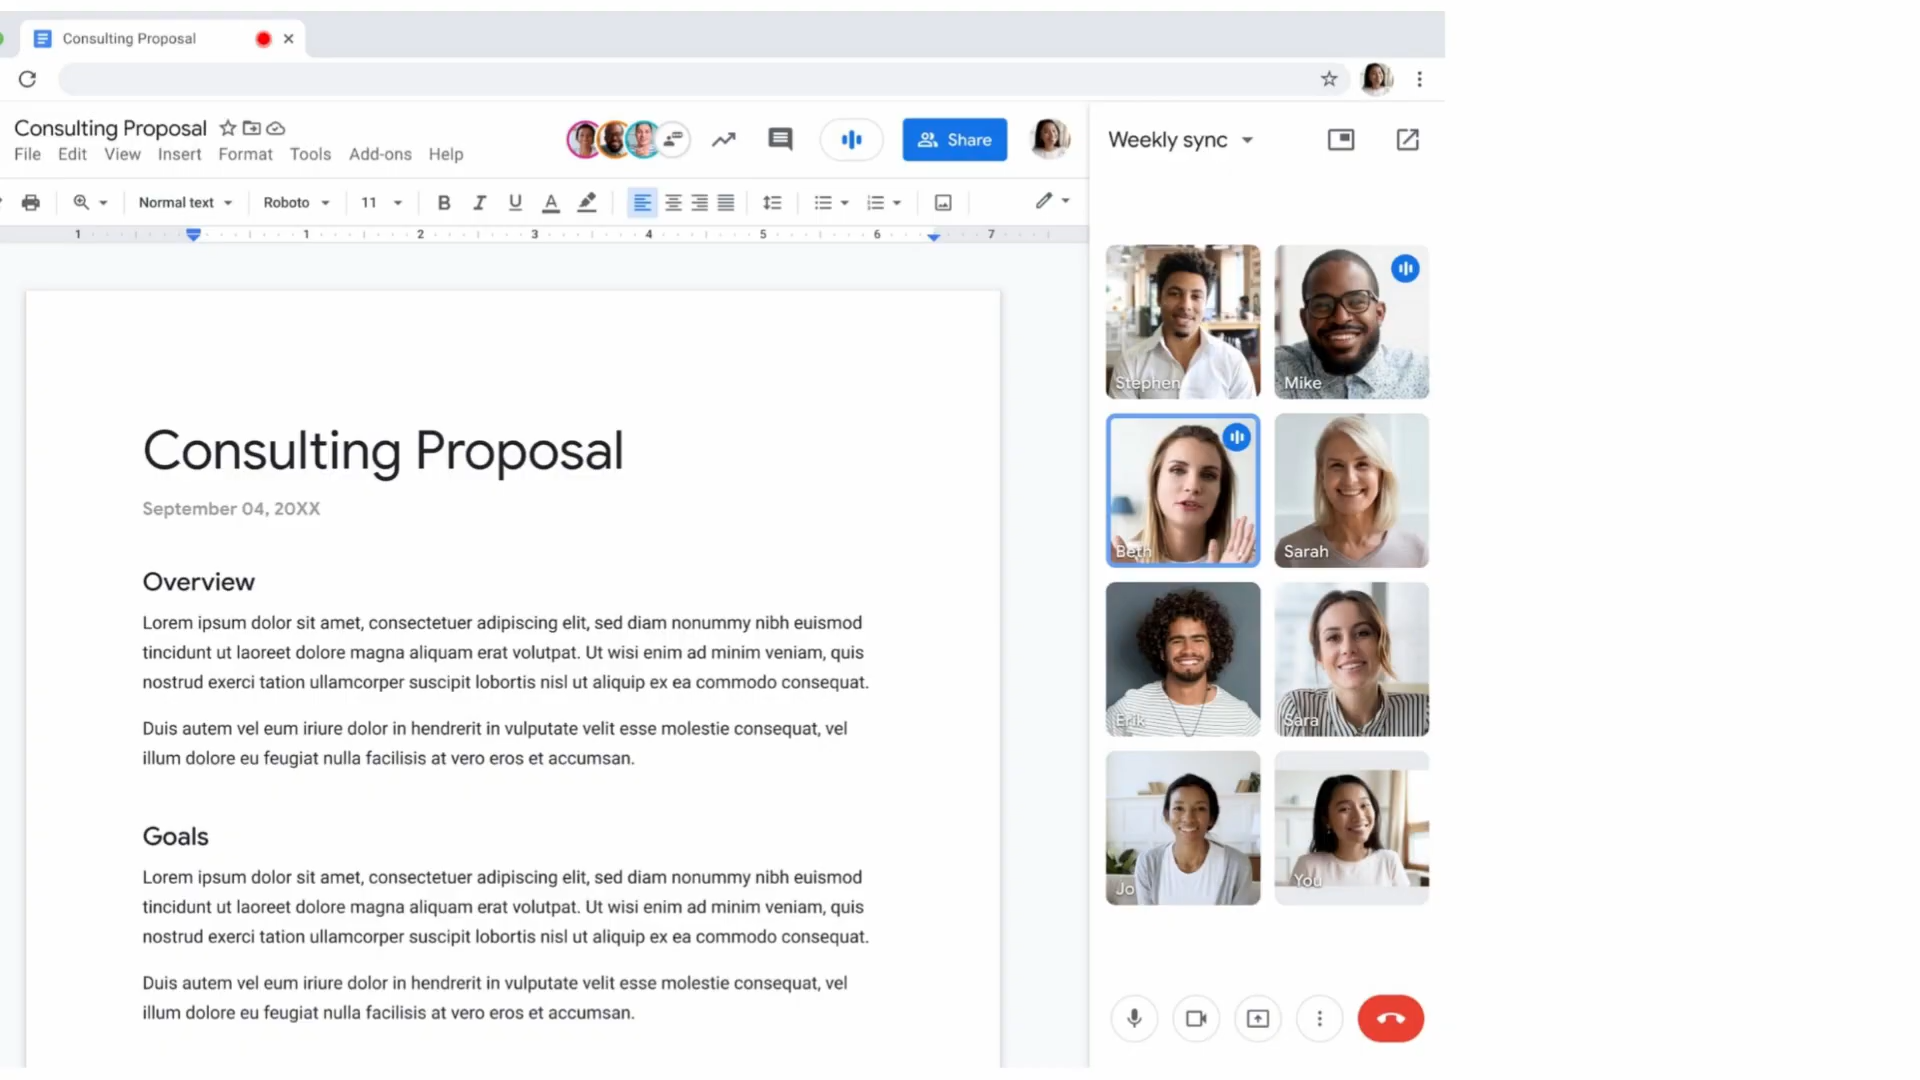 Consulting Proposal
Consulting Proposal
File Edit View Insert Format Tools Add-ons Help
Share
Weekly sync
Normal text Roboto 11
1 1 2 3 4 5 6 7
Consulting Proposal
September 04, 20XX
Overview
Lorem ipsum dolor sit amet, consectetuer adipiscing elit, sed diam nonummy nibh euismod
tincidunt ut laoreet dolore magna aliquam erat volutpat. Ut wisi enim ad minim veniam, quis
nostrud exerci tation ullamcorper suscipit lobortis nisl ut aliquip ex ea commodo consequat.
Duis autem vel eum iriure dolor in hendrerit in vulputate velit esse molestie consequat, vel
illum dolore eu feugiat nulla facilisis at vero eros et accumsan.
Goals
Lorem ipsum dolor sit amet, consectetuer adipiscing elit, sed diam nonummy nibh euismod
tincidunt ut laoreet dolore magna aliquam erat volutpat. Ut wisi enim ad minim veniam, quis
nostrud exerci tation ullamcorper suscipit lobortis nisl ut aliquip ex ea commodo consequat.
Duis autem vel eum iriure dolor in hendrerit in vulputate velit esse molestie consequat, vel
illum dolore eu feugiat nulla facilisis at vero eros et accumsan.
Stephen
Mike
Beth
Sarah
Erik
Sara
Jo
You